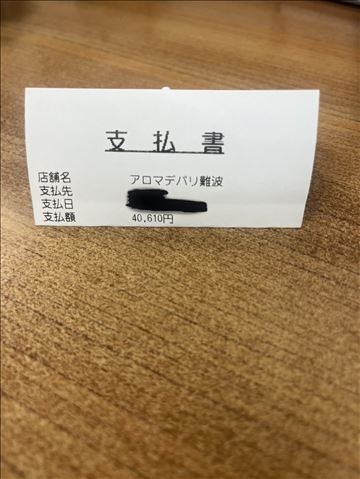 支払書
店舗名 アロマデパリ難波
支払先
支払日
支払額 40,610円